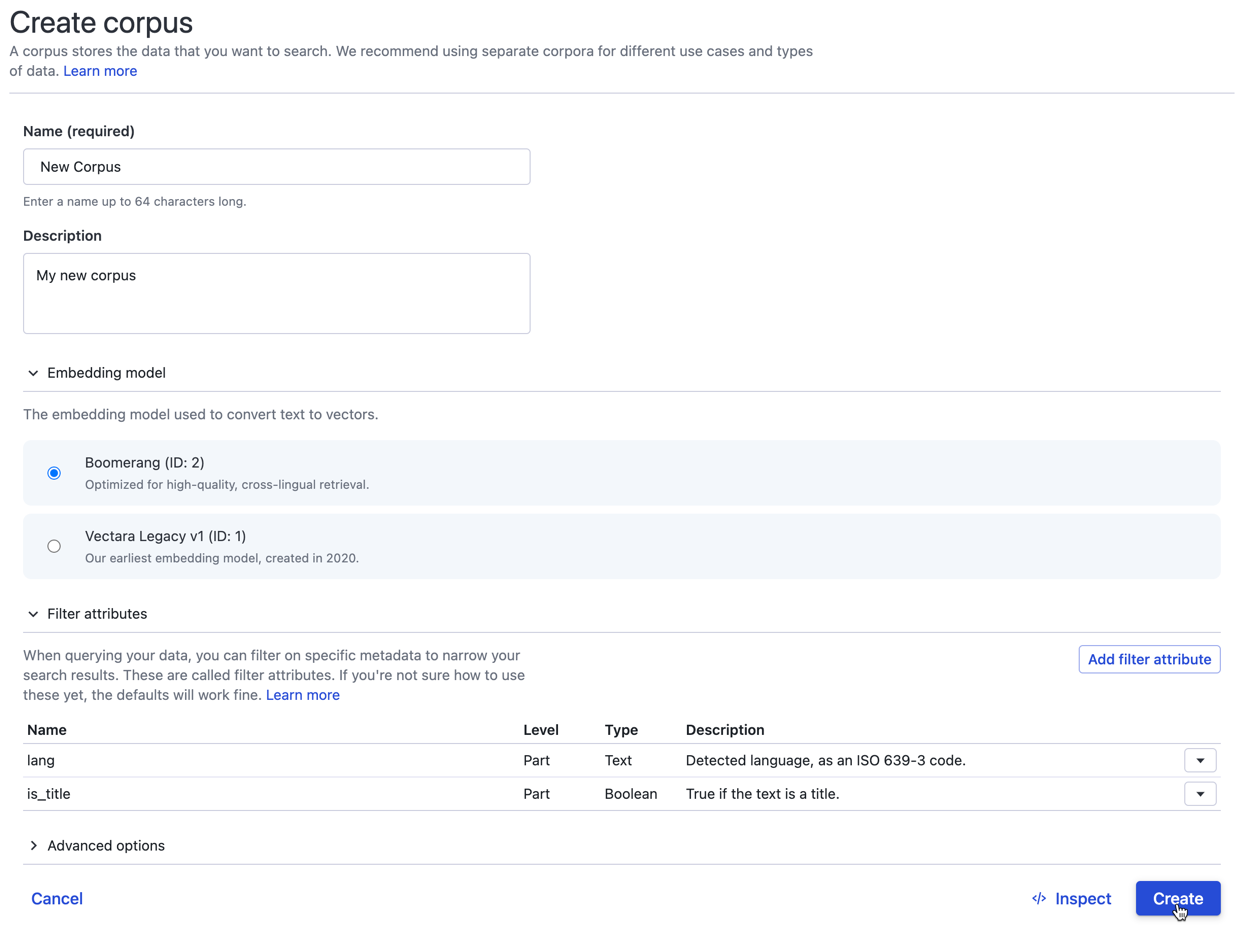 Create corpus
A corpus stores the data that you want to search. We recommend using separate corpora for different use cases and types
of data. Learn more
Name (required)
New Corpus
Enter a name up to 64 characters long.
Description
My new corpus
Embedding model
The embedding model used to convert text to vectors.
Boomerang (ID: 2)
Optimized for high-quality, cross-lingual retrieval.
Vectara Legacy v1 (ID: 1)
Our earliest embedding model, created in 2020.
Filter attributes
When querying your data, you can filter on specific metadata to narrow your
search results. These are called filter attributes. If you're not sure how to use
these yet, the defaults will work fine. Learn more
Add filter attribute
Name Level Type Description
lang Part Text Detected language, as an ISO 639-3 code.
is_title Part Boolean True if the text is a title.
Advanced options
Cancel </> Inspect Create